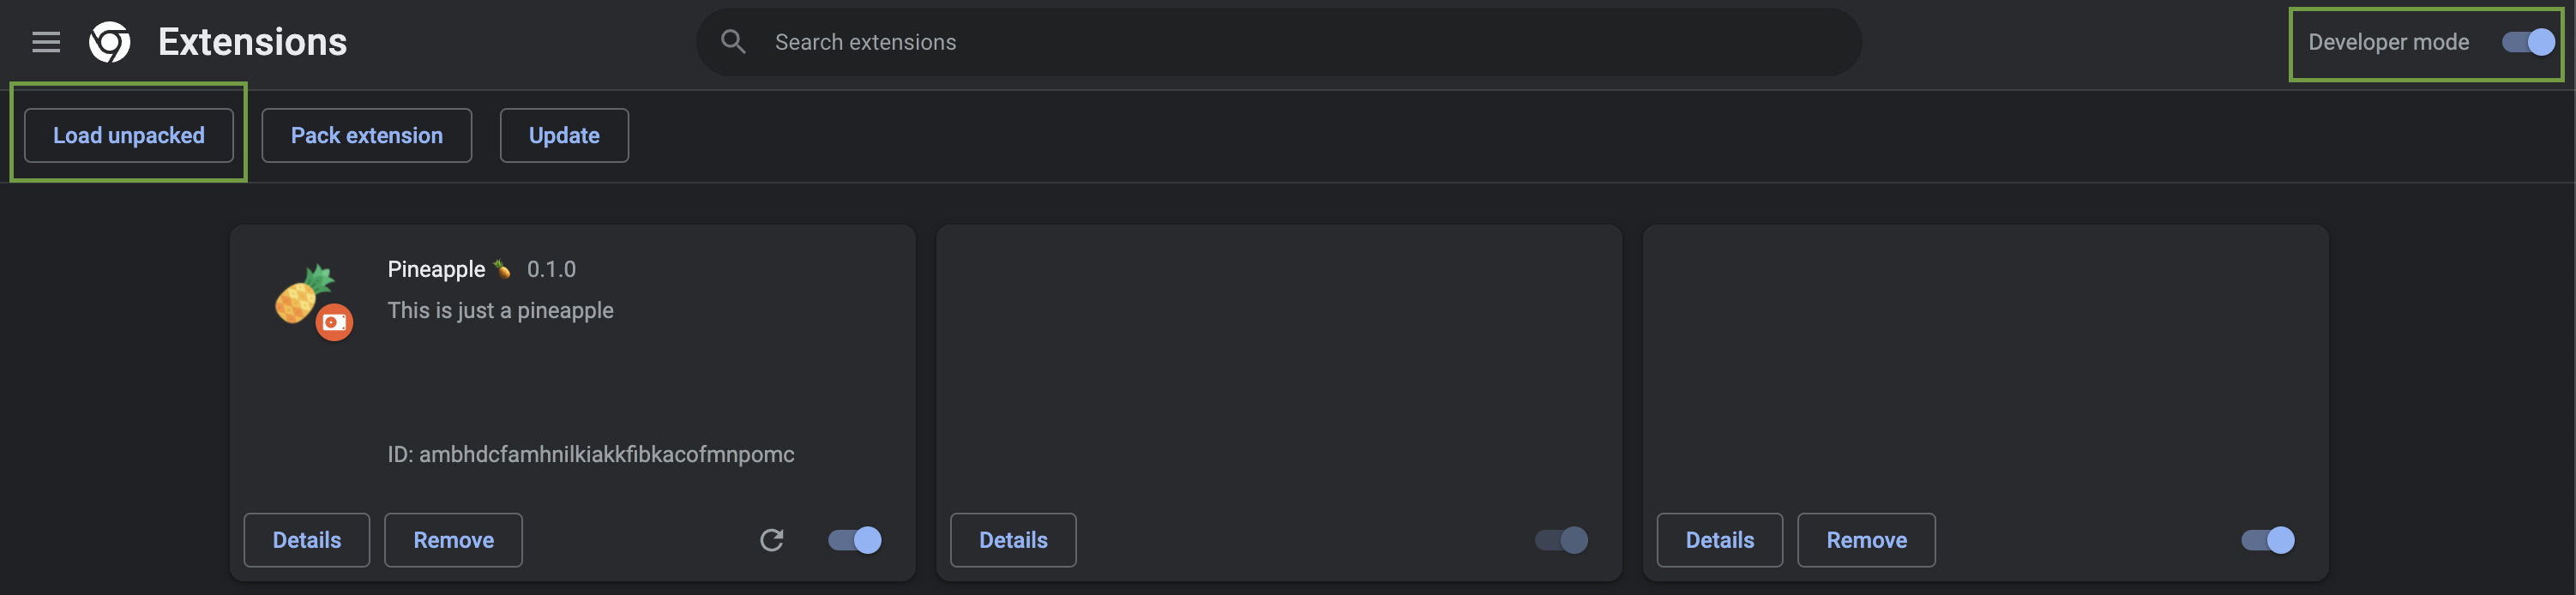 Extensions
Search extensions
Developer mode
Load unpacked
Pack extension
Update
Pineapple🍍 0.1.0
This is just a pineapple
ID: ambhdcfamhnilkiakkfibkacofmnpomc
Details
Remove
Details
Details
Remove